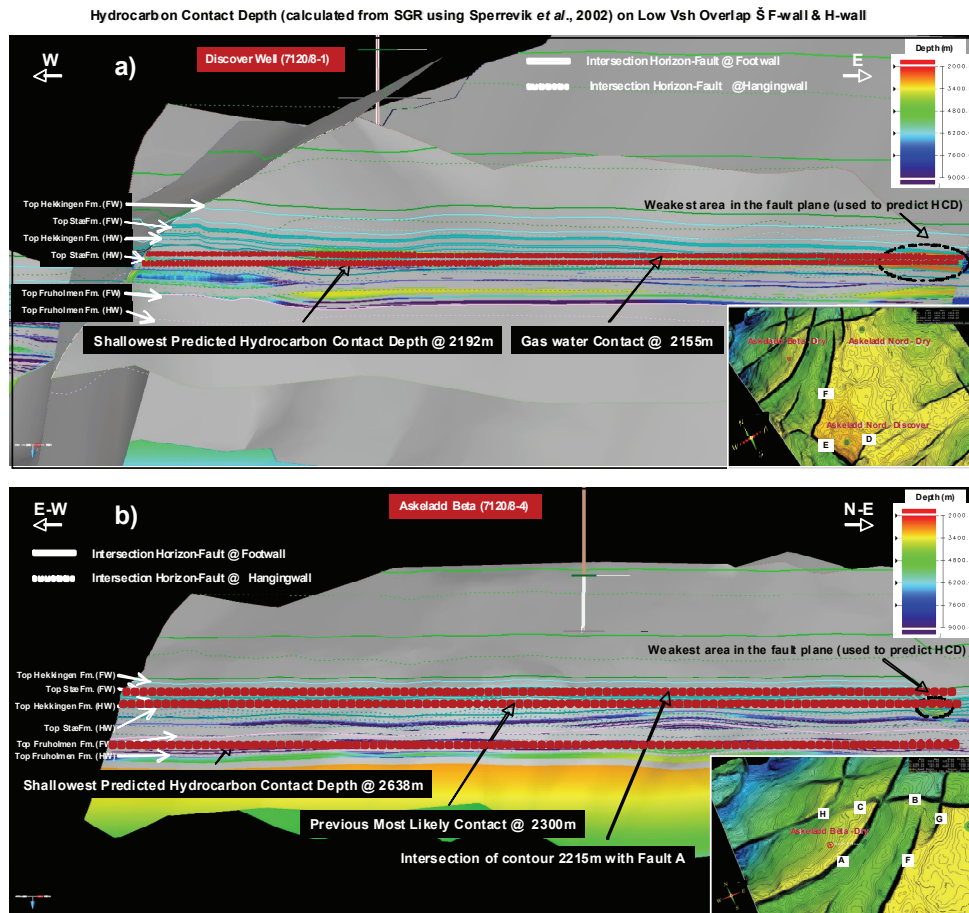 Hydrocarbon Contact Depth (calculated from SGR using Sperrevik et al., 2002) on Low Vsh Overlap Š F-wall & H-wall
W
a)
Discover Well (7120/8-1)
Intersection Horizon-Fault @ Footwall
Intersection Horizon-Fault @Hangingwall
E
Depth (m)
2000.
3400.
6200.
7600.
9000.
Weakest area in the fault plane (used to predict HCD)
Top Hekkingen Fm. (FW)
Top StæFm. (FW)
Top Hekkingen Fm. (HW)
Top StæFm. (HW)
Top Fruholmen Fm. (FW)
Top Fruholmen Fm. (HW)
Shallowest Predicted Hydrocarbon Contact Depth @ 2192m
Gas water Contact @ 2155m
Askeladd Beta - Dry
Askeladd Nord - Dry
F
Askeladd Nord - Discover
E
D
E-W
b)
Askeladd Beta (7120/8-4)
N-E
Intersection Horizon-Fault @ Footwall
Intersection Horizon-Fault @ Hangingwall
Depth (m)
2000.
3400.
6200.
7600.
9000.
Weakest area in the fault plane (used to predict HCD)
Top Hekkingen Fm. (FW)
Top StæFm. (FW)
Top Hekkingen Fm. (HW)
Top StæFm. (HW)
Top Fruholmen Fm. (FW)
Top Fruholmen Fm. (HW)
Shallowest Predicted Hydrocarbon Contact Depth @ 2638m
Previous Most Likely Contact @ 2300m
Intersection of contour 2215m with Fault A
H
C
B
G
Askeladd Beta - Dry
A
F